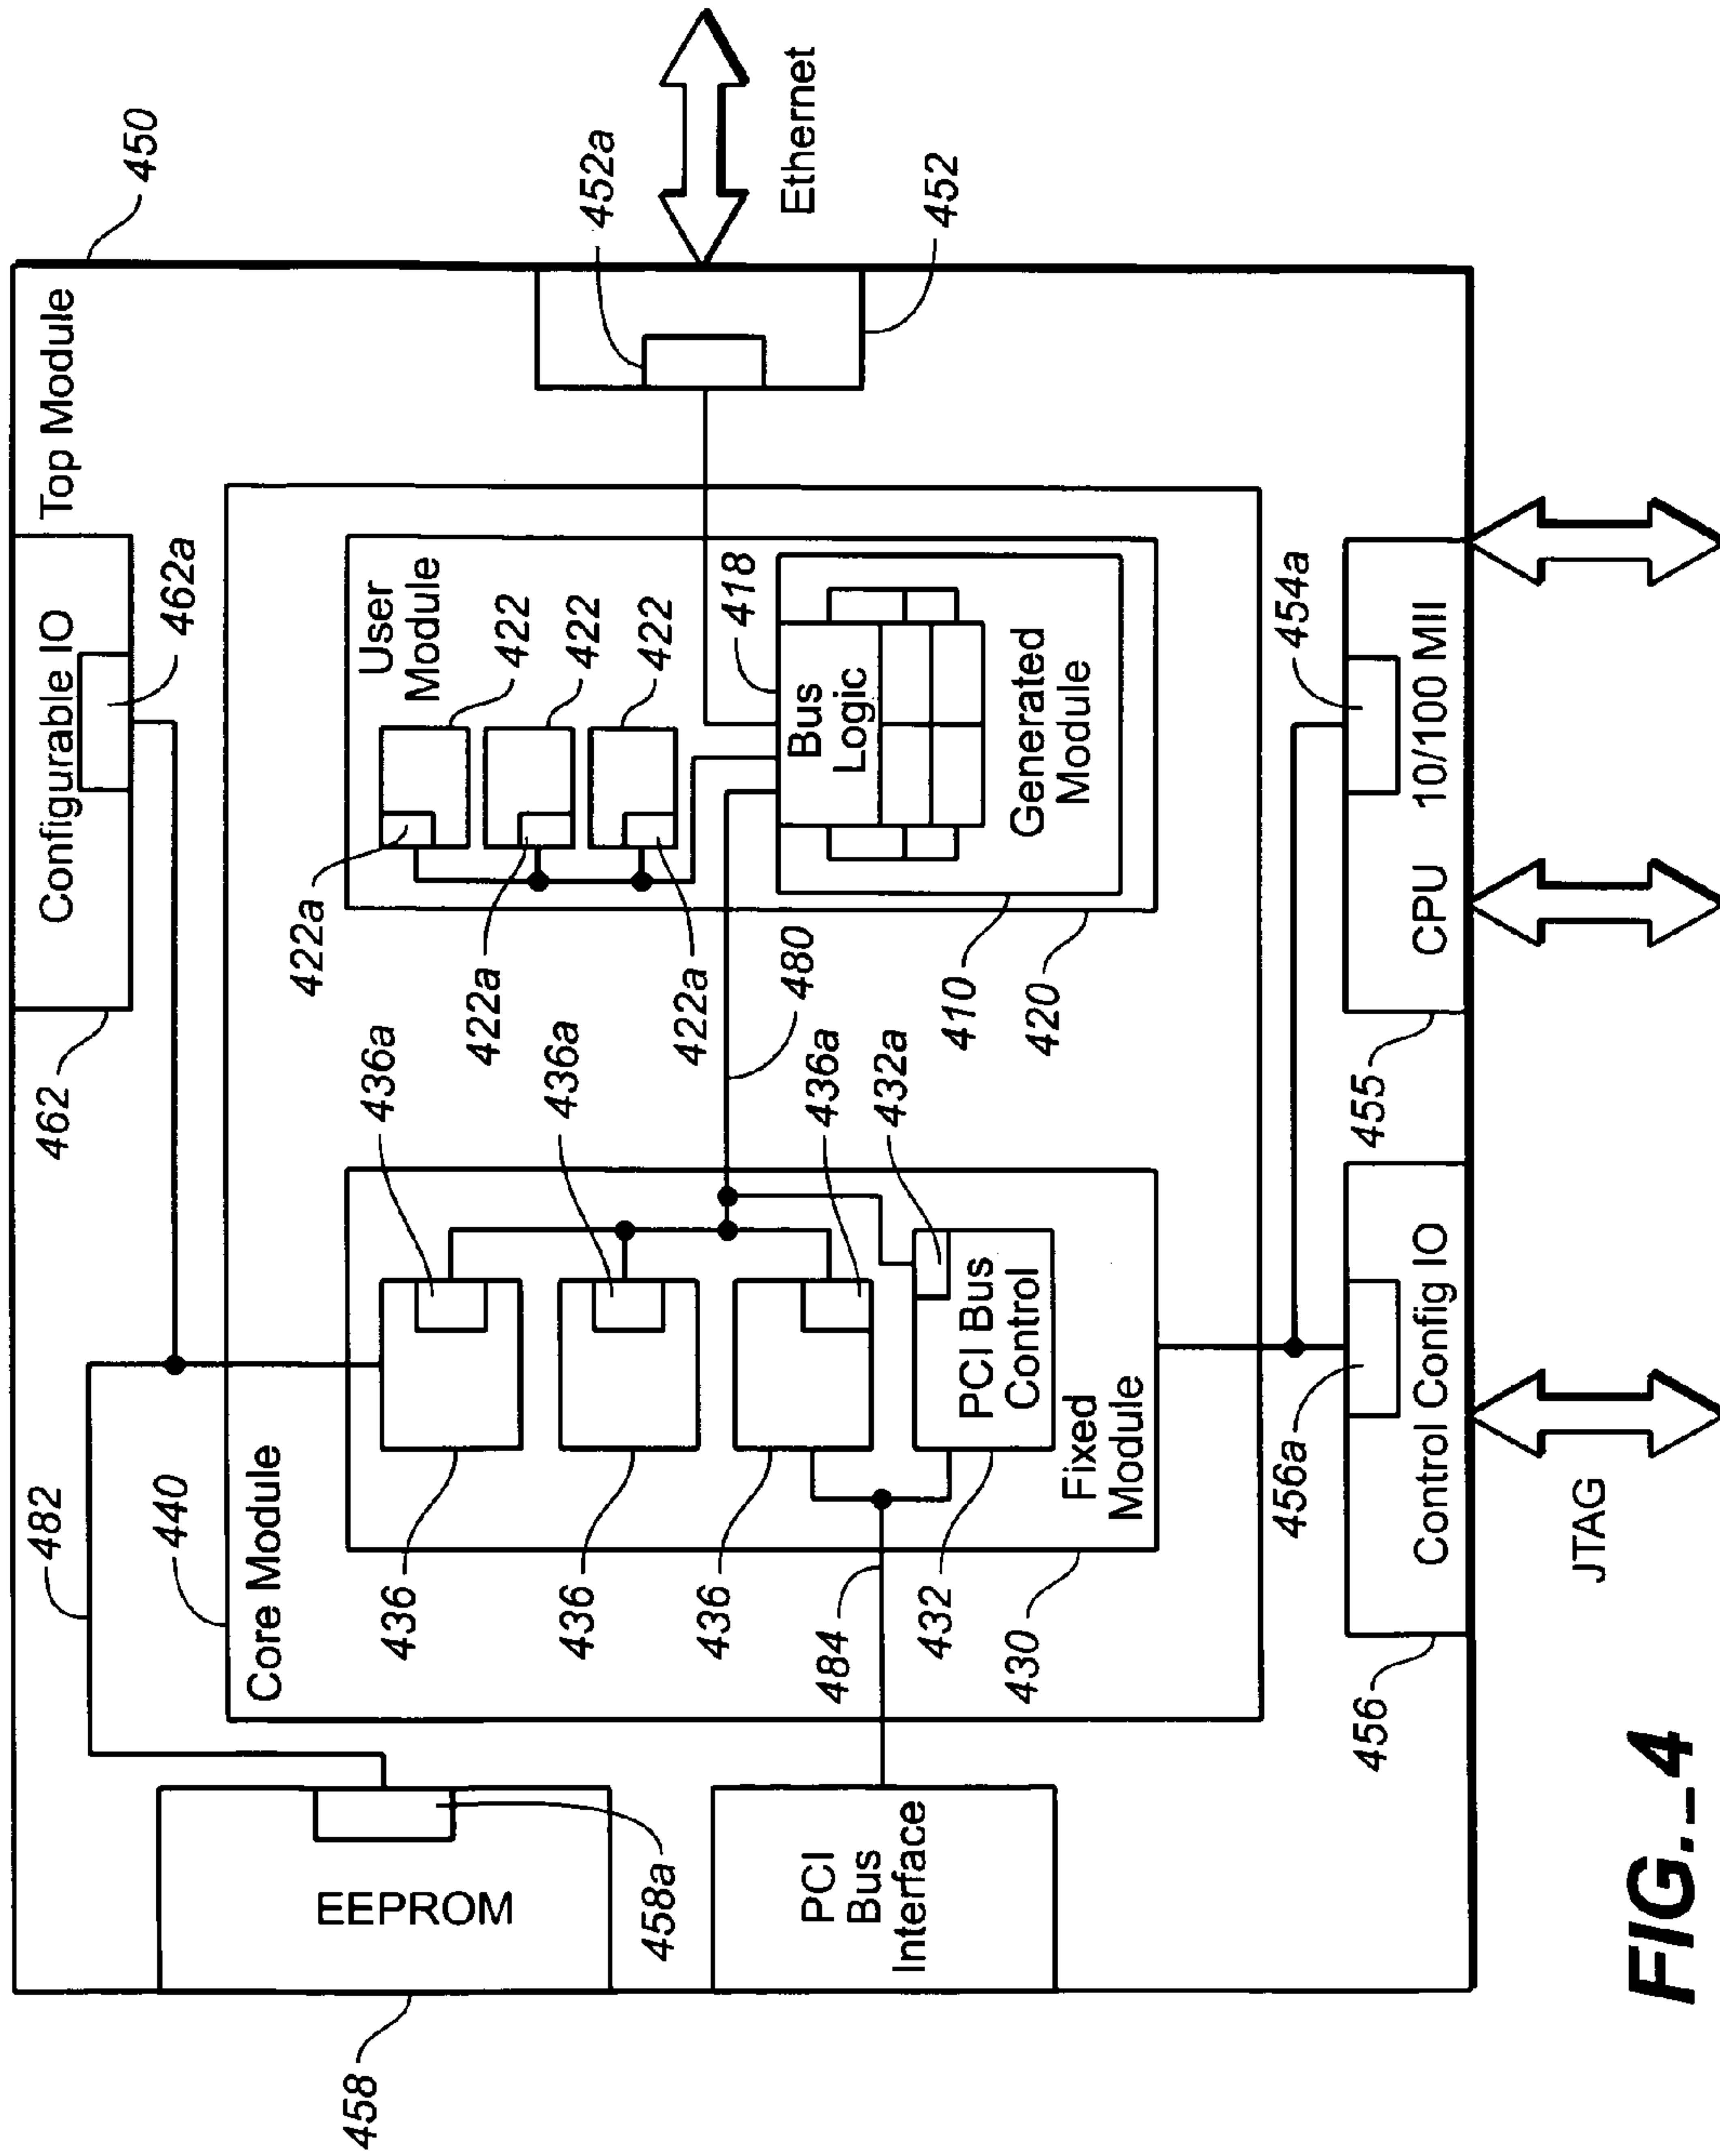 450
Top Module
Configurable IO
462a
462
482
440
Core Module
User
Module
422
422
422
422a
422a
422a
418
Bus
Logic
Generated
Module
410
420
480
436a
436a
436a
432a
436
436
436
432
430
484
PCI Bus
Control
Fixed
Module
452a
452
Ethernet
EEPROM
458a
458
PCI
Bus
Interface
454a
10/100 MII
CPU
455
456a
Control Config IO
456
JTAG
FIG._4